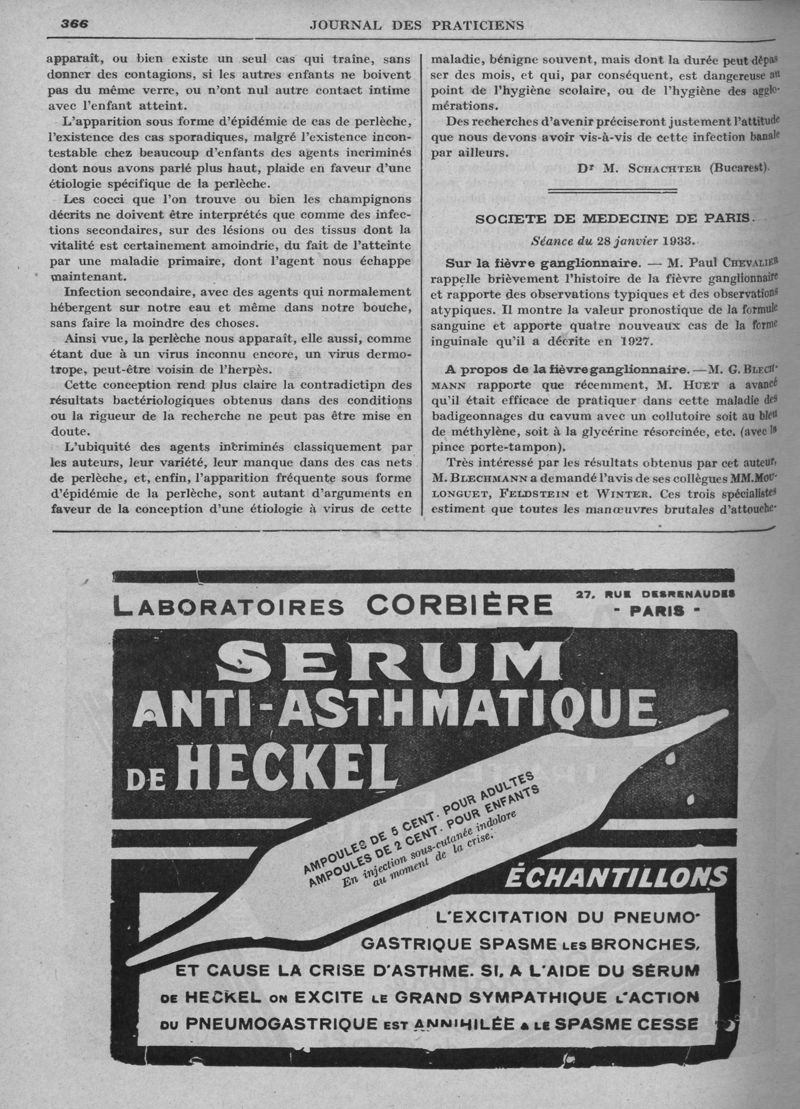 366
JOURNAL DES PRATICIENS
apparaît, ou bien existe un seul cas qui traîne, sans
donner des contagions, si les autres enfants ne boivent
pas du même verre, ou n'ont nul autre contact intime
avec l'enfant atteint.
L'apparition sous forme d'épidémie de cas de perlèche,
l'existence des cas sporadiques, malgré l'existence incon-
testable chez beaucoup d'enfants des agents incriminés
dont nous avons parlé plus haut, plaide en faveur d'une
étiologie spécifique de la perlèche.
Les cocci que l'on trouve ou bien les champignons
décrits ne doivent être interprétés que comme des infec-
tions secondaires, sur des lésions ou des tissus dont la
vitalité est certainement amoindrie, du fait de l'atteinte
par une maladie primaire, dont l'agent nous échappe
maintenant.
Infection secondaire, avec des agents qui normalement
hébergent sur notre eau et même dans notre bouche,
sans faire la moindre des choses.
Ainsi vue, la perlèche nous apparaît, elle aussi, comme
étant due à un virus inconnu encore, un virus dermo-
trope, peut-être voisin de l'herpès.
Cette conception rend plus claire la contradictipn des
résultats bactériologiques obtenus dans des conditions
ou la rigueur de la recherche ne peut pas être mise en
doute.
L'ubiquité des agents intriminés classiquement par
les auteurs, leur variété, leur manque dans des cas nets
de perlèche, et, enfin, l'apparition fréquente sous forme
d'épidémie de la perlèche, sont autant d'arguments en
faveur de la conception d'une étiologie à virus de cette
maladie, bénigne souvent, mais dont la durée peut dépas
ser des mois, et qui, par conséquent, est dangereuse au
point de l'hygiène scolaire, ou de l'hygiène des agglo-
mérations.
Des recherches d'avenir préciseront justement l'attitude
que nous devons avoir vis-à-vis de cette infection banale
par ailleurs.
Dr M. SCHACHTER (Bucarest).
SOCIETE DE MEDECINE DE PARIS.
Séance du 28 janvier 1933.
Sur la fièvre ganglionnaire. — M. Paul CHEVALIER
rappelle brièvement l'histoire de la fièvre ganglionnaire
et rapporte des observations typiques et des observations
atypiques. Il montre la valeur pronostique de la formule
sanguine et apporte quatre nouveaux cas de la forme
inguinale qu'il a décrite en 1927.
A propos de la fièvre ganglionnaire. — M. G. BLECH-
MANN rapporte que récemment, M. HUET a avancé
qu'il était efficace de pratiquer dans cette maladie des
badigeonnages du cavum avec un collutoire soit au bleu
de méthylène, soit à la glycérine résorcinée, etc. (avec la
pince porte-tampon).
Très intéressé par les résultats obtenus par cet auteur,
M. BLECHMANN a demandé l'avis de ses collègues MM. MOU-
LONGUET, FELDSTEIN et WINTER. Ces trois spécialistes
estiment que toutes les manœuvres brutales d'attouche-
LABORATOIRES CORBIÈRE
27, RUE DESRENAUDES
- PARIS -
SERUM
ANTI-ASTHMATIQUE
DE HECKEL
AMPOULES DE 5 CENT. POUR ADULTES
AMPOULES DE 2 CENT. POUR ENFANTS
En injection sous-cutanée indolore
au moment de la crise.
ÉCHANTILLONS
L'EXCITATION DU PNEUMO-
GASTRIQUE SPASME LES BRONCHES,
ET CAUSE LA CRISE D'ASTHME. SI, A L'AIDE DU SÉRUM
DE HECKEL ON EXCITE LE GRAND SYMPATHIQUE L'ACTION
DU PNEUMOGASTRIQUE EST ANNIHILÉE & LE SPASME CESSE